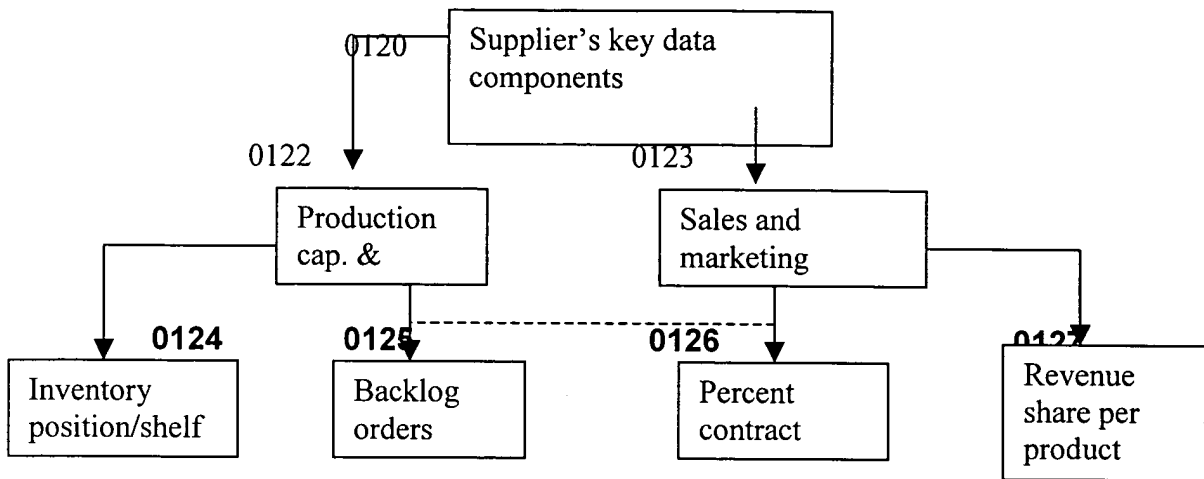 0120
Supplier's key data
components
0122
0123
Production
cap. &
Sales and
marketing
0124
0125
0126
0127
Inventory
position/shelf
Backlog
orders
Percent
contract
Revenue
share per
product